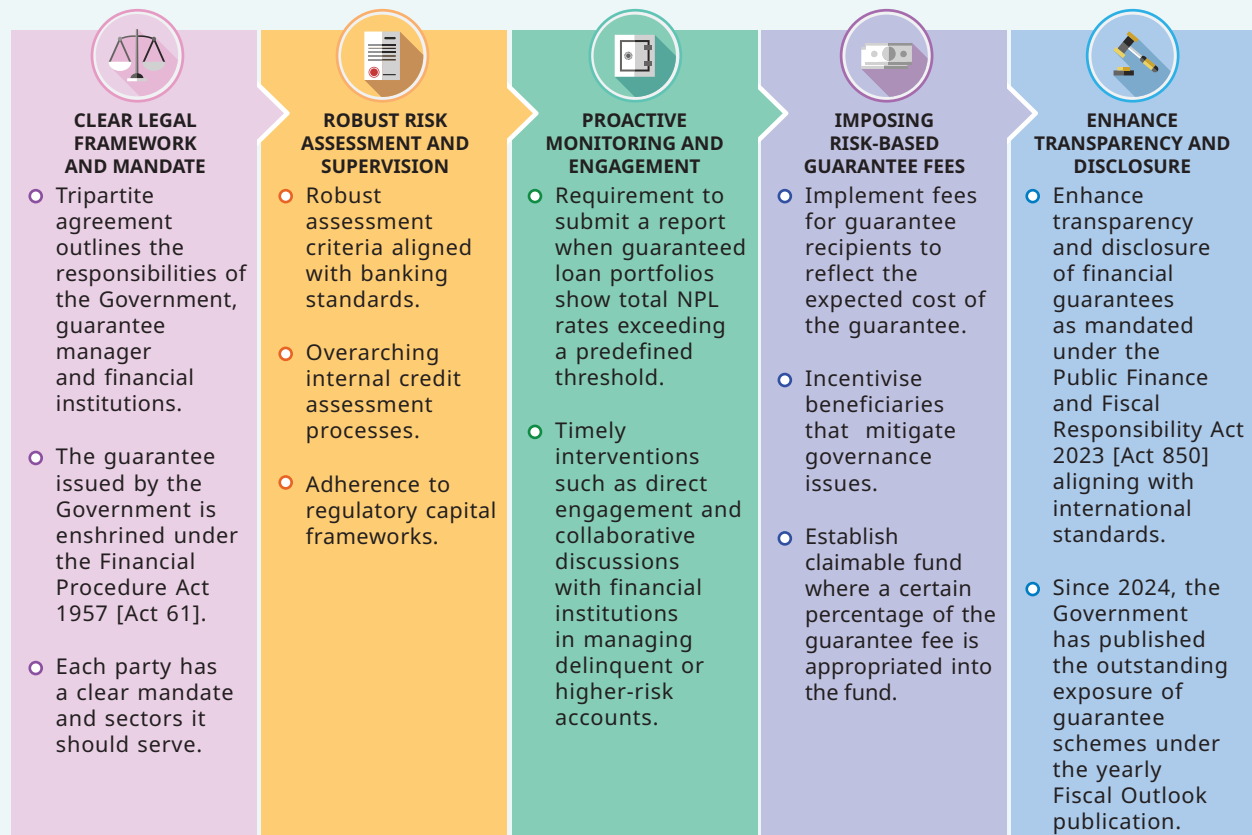 CLEAR LEGAL
FRAMEWORK
AND MANDATE
Tripartite
agreement
outlines the
responsibilities of
the Government,
guarantee
manager
and financial
institutions.
The guarantee
issued by the
Government is
enshrined under
the Financial
Procedure Act
1957 [Act 61].
Each party has
a clear mandate
and sectors it
should serve.
ROBUST RISK
ASSESSMENT AND
SUPERVISION
Robust
assessment
criteria aligned
with banking
standards.
Overarching
internal credit
assessment
processes.
Adherence to
regulatory capital
frameworks.
PROACTIVE
MONITORING AND
ENGAGEMENT
Requirement to
submit a report
when guaranteed
loan portfolios
show total NPL
rates exceeding
a predefined
threshold.
Timely
interventions
such as direct
engagement and
collaborative
discussions
with financial
institutions
in managing
delinquent or
higher-risk
accounts.
IMPOSING
RISK-BASED
GUARANTEE FEES
Implement fees
for guarantee
recipients to
reflect the
expected cost of
the guarantee.
Incentivise
beneficiaries
that mitigate
governance
issues.
Establish
claimable fund
where a certain
percentage of the
guarantee fee is
appropriated into
the fund.
ENHANCE
TRANSPARENCY AND
DISCLOSURE
Enhance
transparency
and disclosure
of financial
guarantees
as mandated
under the
Public Finance
and Fiscal
Responsibility Act
2023 [Act 850]
aligning with
international
standards.
Since 2024, the
Government
has published
the outstanding
exposure of
guarantee
schemes under
the yearly
Fiscal Outlook
publication.